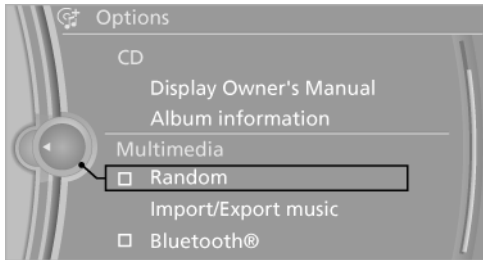 Options
CD
Display Owner's Manual
Album information
Multimedia
Random
Import/Export music
Bluetooth®